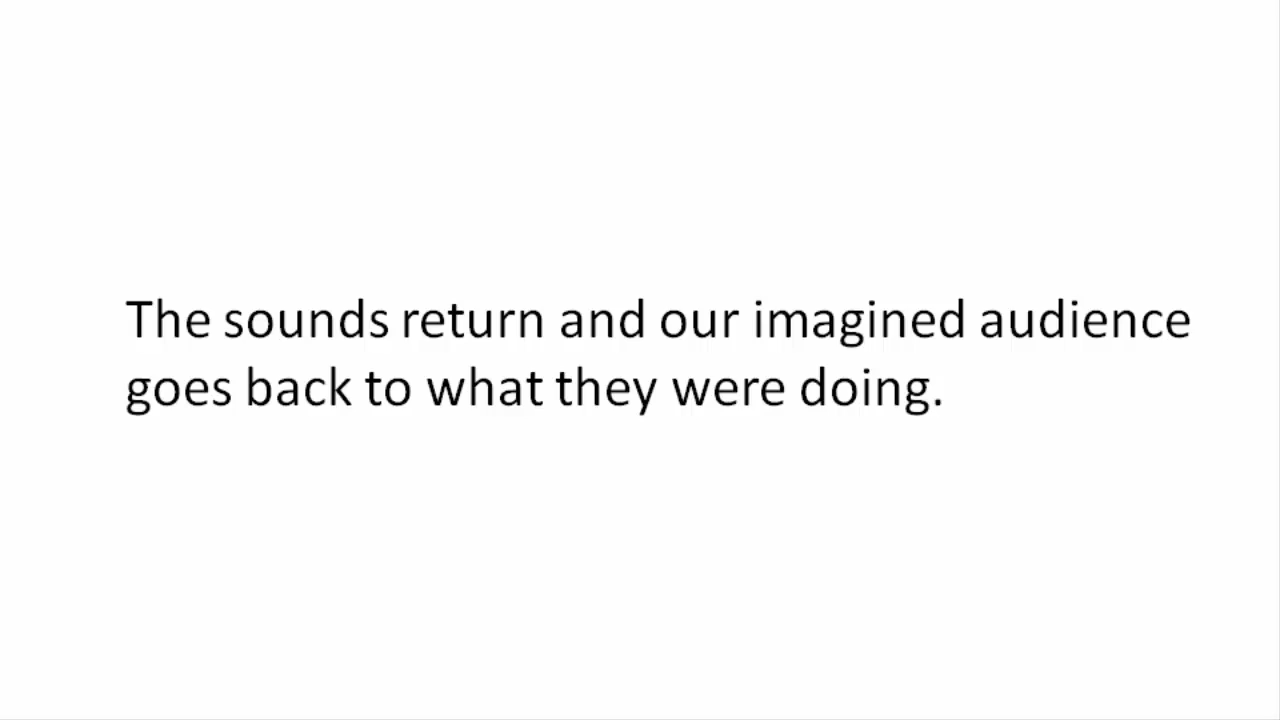 The sounds return and our imagined audience
goes back to what they were doing.